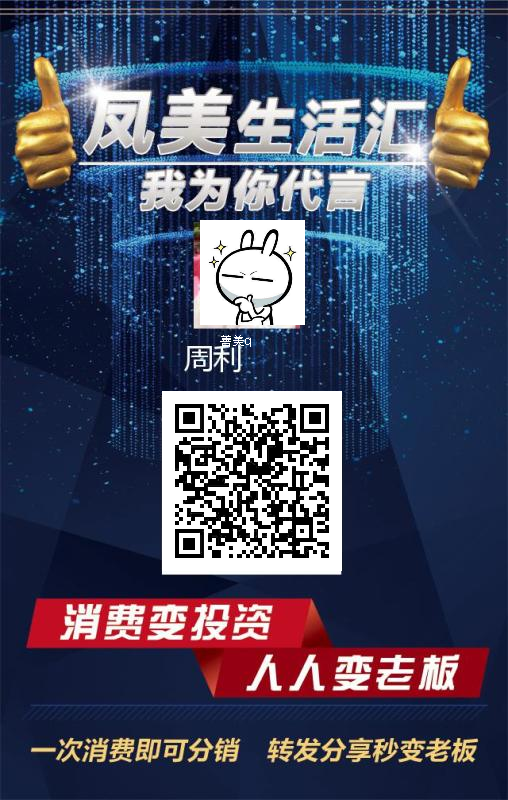 凤美生活汇
我为你代言
善美q
周利
消费变投资
人人变老板
一次消费即可分销 转发分享秒变老板